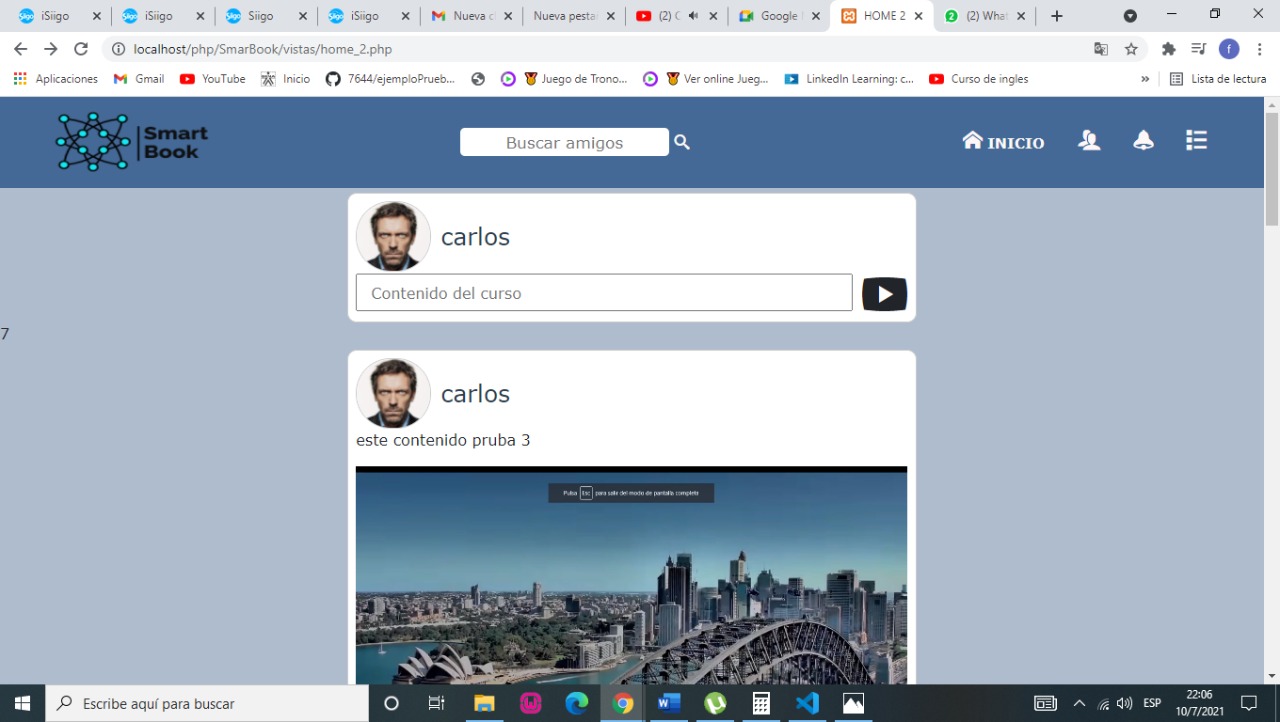 iSiigo
iSiigo
Siigo
iSiigo
Nueva c
Nueva pesta
(2) C
Google
HOME 2
(2) What
localhost/php/SmarBook/vistas/home_2.php
f
Aplicaciones
Gmail
YouTube
Inicio
7644/ejemploPrueb...
Juego de Trono...
Ver online Jueg...
LinkedIn Learning: c...
Curso de ingles
»
Lista de lectura
Smart
Book
Buscar amigos
INICIO
carlos
Contenido del curso
7
carlos
este contenido pruba 3
Pulsa Esc para salir del modo de pantalla completa
Escribe aquí para buscar
ESP
22:06
10/7/2021